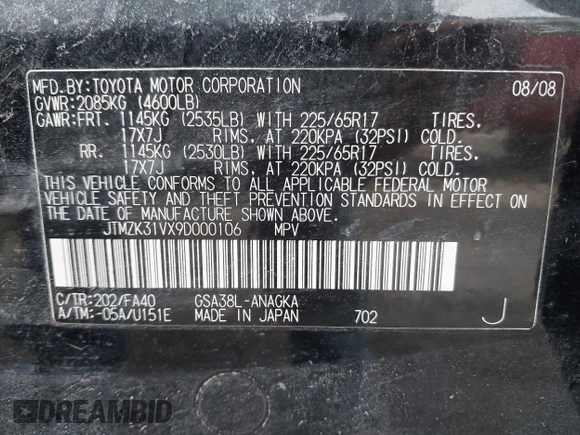 MFD.BY:TOYOTA MOTOR CORPORATION 08/08
GVWR:2085KG (4600LB)
GAWR:FRT. 1145KG (2535LB) WITH 225/65R17 TIRES,
17X7J RIMS, AT 220KPA (32PSI) COLD.
RR. 1145KG (2530LB) WITH 225/65R17 TIRES,
17X7J RIMS, AT 220KPA (32PSI) COLD.
THIS VEHICLE CONFORMS TO ALL APPLICABLE FEDERAL MOTOR
VEHICLE SAFETY AND THEFT PREVENTION STANDARDS IN EFFECT ON
THE DATE OF MANUFACTURE SHOWN ABOVE.
JTMZK31VX9D000106 MPV
C/TR:202/FA40 GSA38L-ANAGKA
A/TM:-05A/U151E MADE IN JAPAN 702 J
DREAMBID